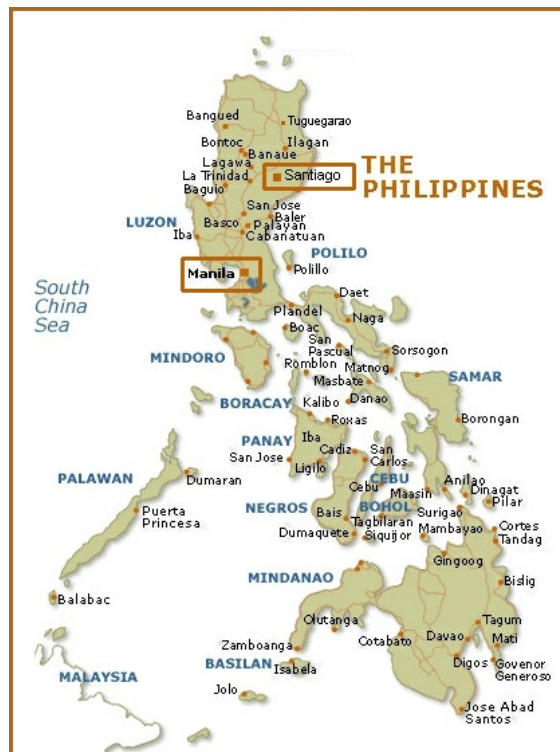 Bangued
Tuguegarao
Bontoc
Ilagan
Banaue
Lagawa
La Trinidad
Santiago
Baguio
THE
PHILIPPINES
San Jose
LUZON
Basco
Baler
Palayan
Iba
Cabanatuan
POLILO
Manila
Polillo
South
China
Sea
Daet
Plandel
Naga
Boac
San
Pascual
Sorsogon
MINDORO
Romblon
Matnog
Masbate
SAMAR
BORACAY
Kalibo
Danao
Roxas
Borongan
PANAY
Iba
Cadiz
San
Carlos
San Jose
Ligilo
PALAWAN
Dumaran
CEBU
Cebu
Maasin
Anilao
Dinagat
Pilar
Puerta
Princesa
NEGROS
BOHOL
Surigao
Bais
Tagbilaran
Mambayao
Cortes
Tandag
Dumaquete
Siquijor
Gingoog
MINDANAO
Bislig
Balabac
Olutanga
Tagum
Zamboanga
Cotabato
Davao
Mati
BASILAN
Isabela
Digos
Govenor
Generoso
MALAYSIA
Jolo
Jose Abad
Santos